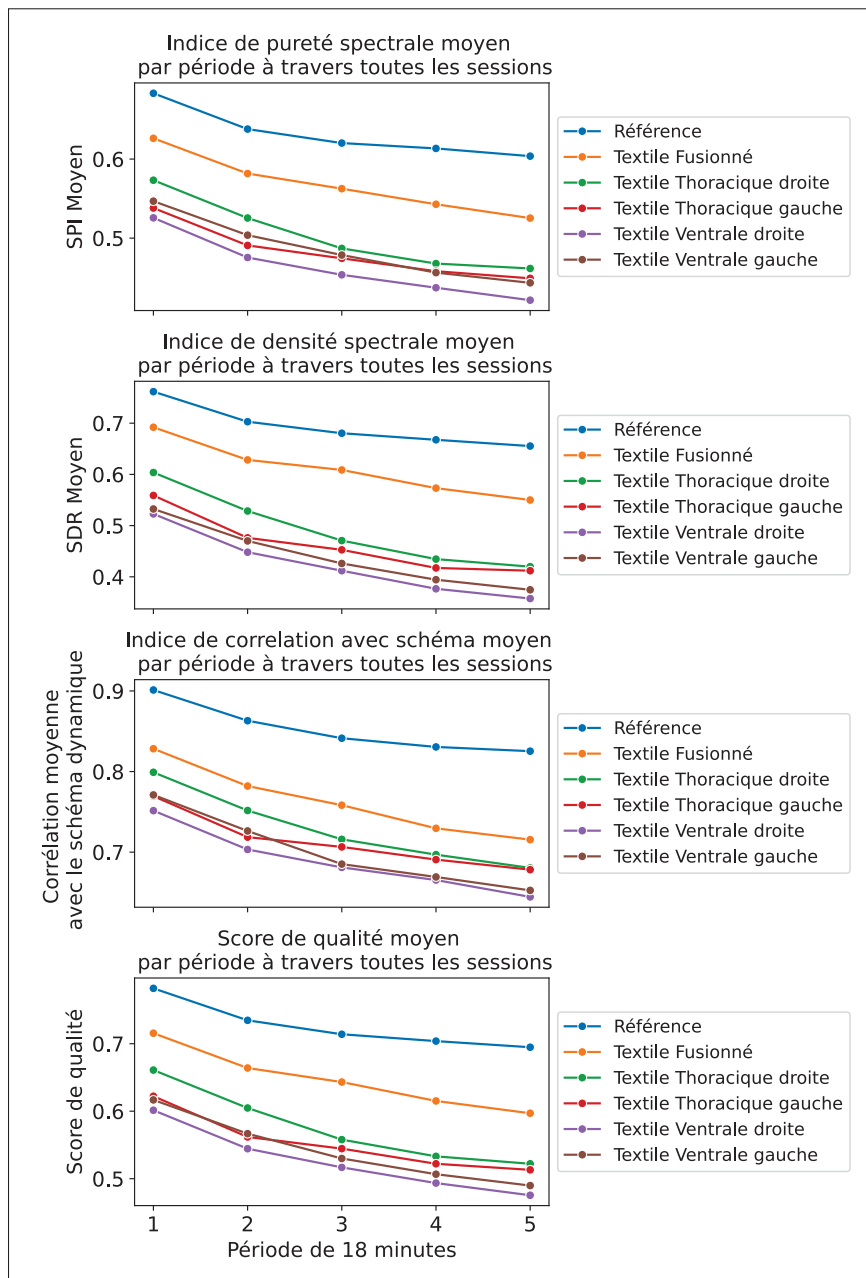 Indice de pureté spectrale moyen
par période à travers toutes les sessions
SPI Moyen
0.6
0.5
Référence
Textile Fusionné
Textile Thoracique droite
Textile Thoracique gauche
Textile Ventrale droite
Textile Ventrale gauche
Indice de densité spectrale moyen
par période à travers toutes les sessions
SDR Moyen
0.7
0.6
0.5
0.4
Référence
Textile Fusionné
Textile Thoracique droite
Textile Thoracique gauche
Textile Ventrale droite
Textile Ventrale gauche
Indice de correlation avec schéma moyen
par période à travers toutes les sessions
Corrélation moyenne
avec le schéma dynamique
0.9
0.8
0.7
Référence
Textile Fusionné
Textile Thoracique droite
Textile Thoracique gauche
Textile Ventrale droite
Textile Ventrale gauche
Score de qualité moyen
par période à travers toutes les sessions
Score de qualité
0.7
0.6
0.5
Référence
Textile Fusionné
Textile Thoracique droite
Textile Thoracique gauche
Textile Ventrale droite
Textile Ventrale gauche
1 2 3 4 5
Période de 18 minutes